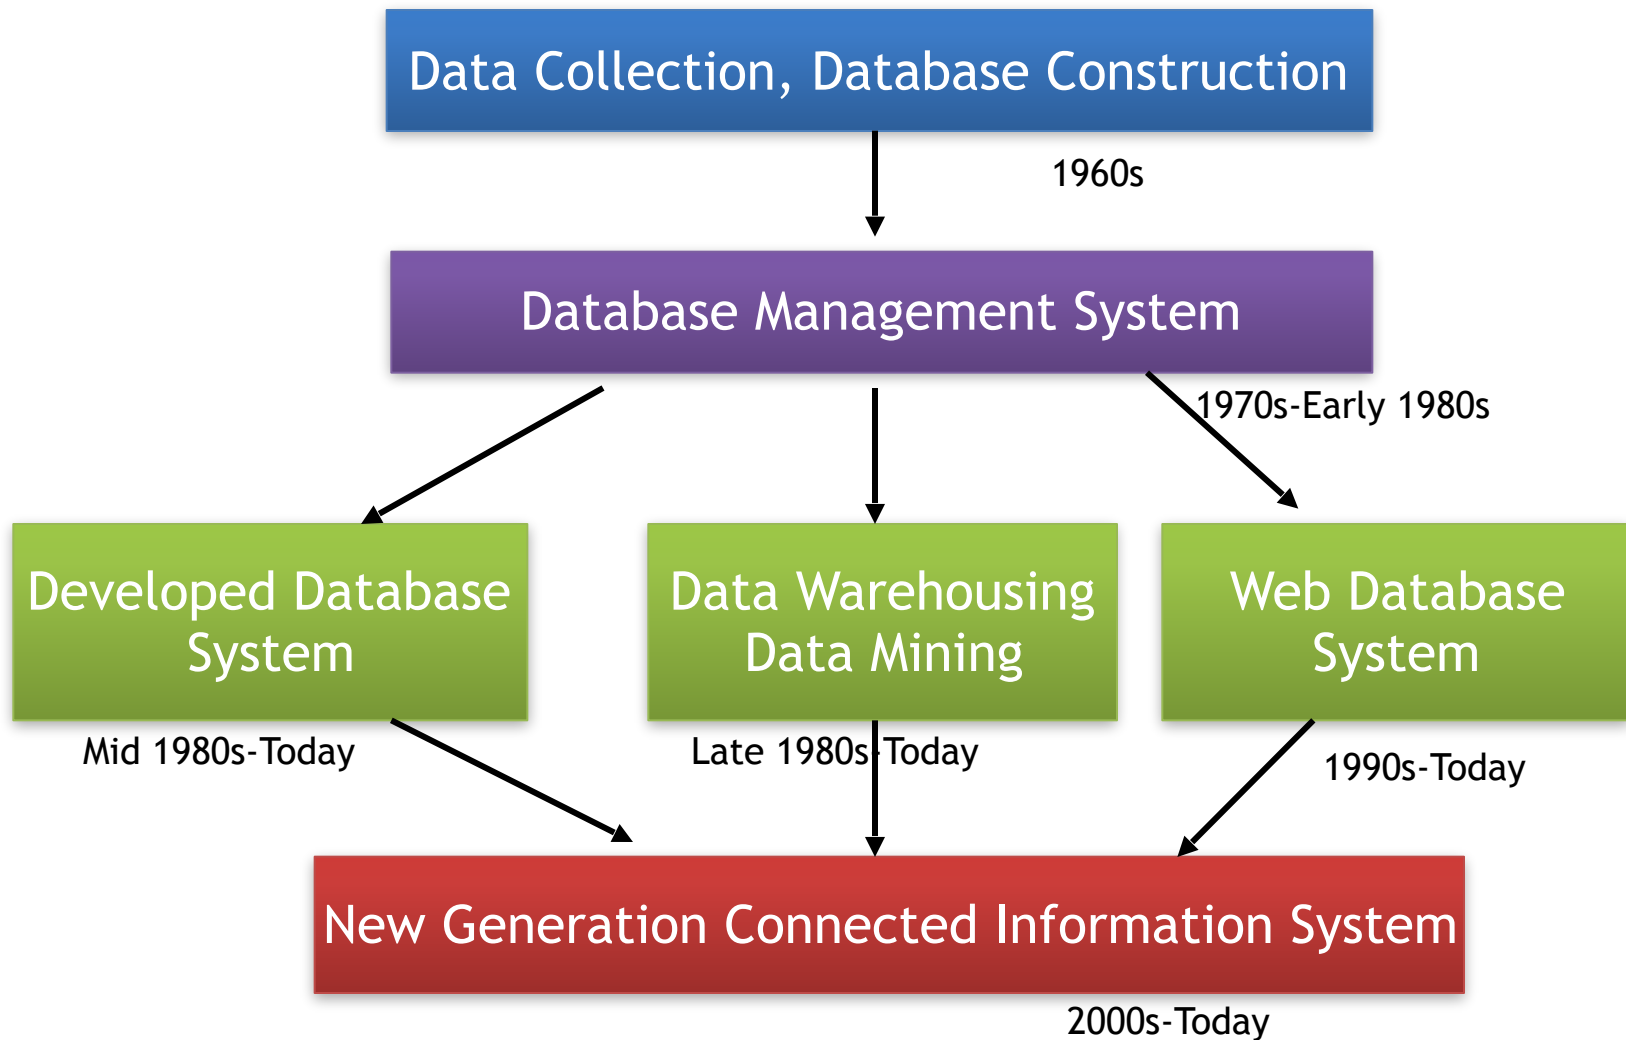 Data Collection, Database Construction
1960s
Database Management System
1970s-Early 1980s
Developed Database
System
Data Warehousing
Data Mining
Web Database
System
Mid 1980s-Today
Late 1980s-Today
1990s-Today
New Generation Connected Information System
2000s-Today